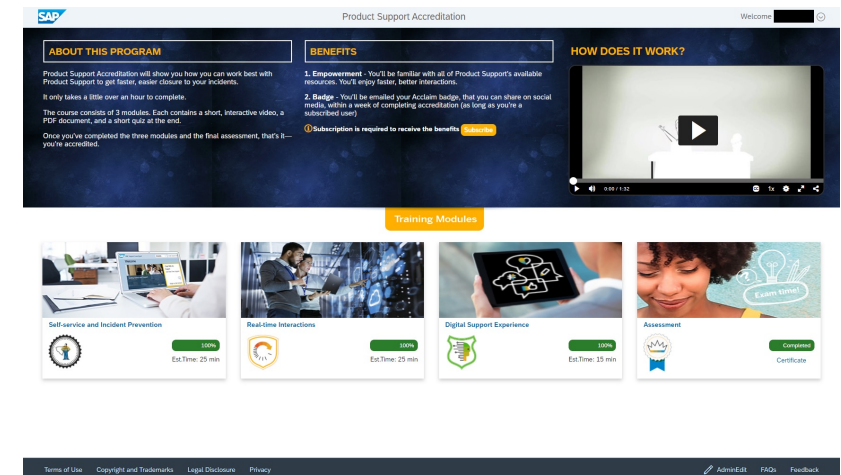 SAP
Product Support Accreditation
Welcome
ABOUT THIS PROGRAM
Product Support Accreditation will show you how you can work best with
Product Support to get faster, easier closure to your incidents.
It only takes a little over an hour to complete.
The course consists of 3 modules. Each contains a short, interactive video, a
PDF document, and a short quiz at the end.
Once you've completed the three modules and the final assessment, that's it—
you're accredited.
BENEFITS
1. Empowerment - You'll be familiar with all of Product Support's available
resources. You'll enjoy faster, better interactions.
2. Badge - You'll be emailed your Acclaim badge, that you can share on social
media, within a week of completing accreditation (as long as you're a
subscribed user)
Subscription is required to receive the benefits Subscribe
HOW DOES IT WORK?
0:00 / 1:32
1x
Training Modules
Self-service and Incident Prevention
100%
Est.Time: 25 min
Real-time Interactions
100%
Est.Time: 25 min
Digital Support Experience
100%
Est.Time: 15 min
Exam time!
Assessment
Completed
Certificate
Terms of Use Copyright and Trademarks Legal Disclosure Privacy
AdminEdit FAQs Feedback